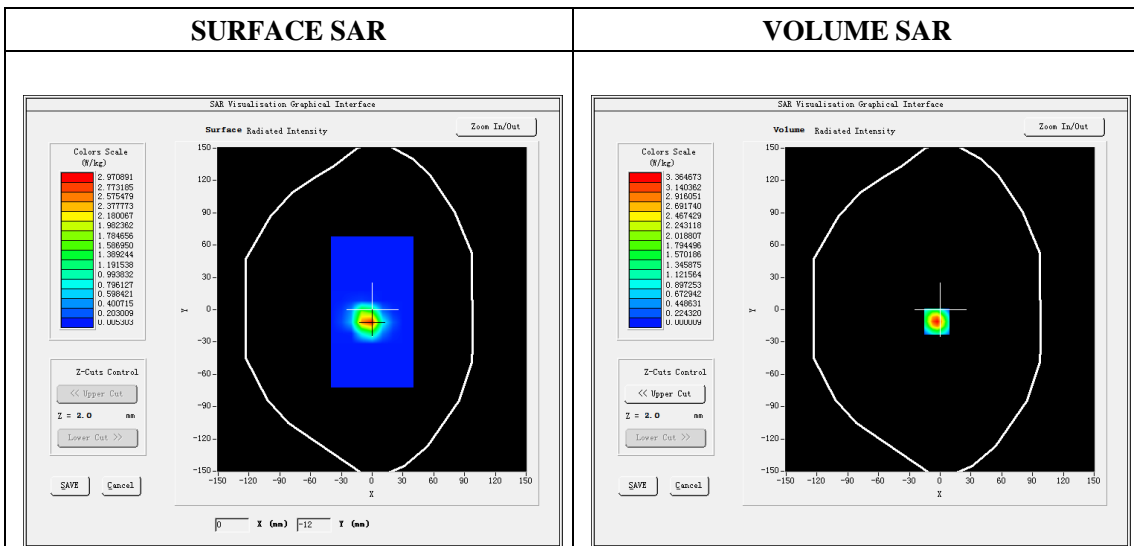 SURFACE SAR
VOLUME SAR
SAR Visualisation Graphical Interface
Surface Radiated Intensity
Zoom In/Out
Colors Scale
(W/kg)
2.970891
2.773185
2.575479
2.377773
2.180067
1.982362
1.784656
1.586950
1.389244
1.191538
0.993832
0.796127
0.598421
0.400715
0.203009
0.005303
Z-Cuts Control
<< Upper Cut
Z = 2.0 mm
Lower Cut >>
SAVE
Cancel
150
120
90
60
30
0
-30
-60
-90
-120
-150
Y
-150 -120 -90 -60 -30 0 30 60 90 120 150
X
0 X (mm) -12 Y (mm)
SAR Visualisation Graphical Interface
Volume Radiated Intensity
Zoom In/Out
Colors Scale
(W/kg)
3.364673
3.140362
2.916051
2.691740
2.467429
2.243118
2.018807
1.794496
1.570186
1.345875
1.121564
0.897253
0.672942
0.448631
0.224320
0.000009
Z-Cuts Control
<< Upper Cut
Z = 2.0 mm
Lower Cut >>
SAVE
Cancel
150
120
90
60
30
0
-30
-60
-90
-120
-150
Y
-150 -120 -90 -60 -30 0 30 60 90 120 150
X